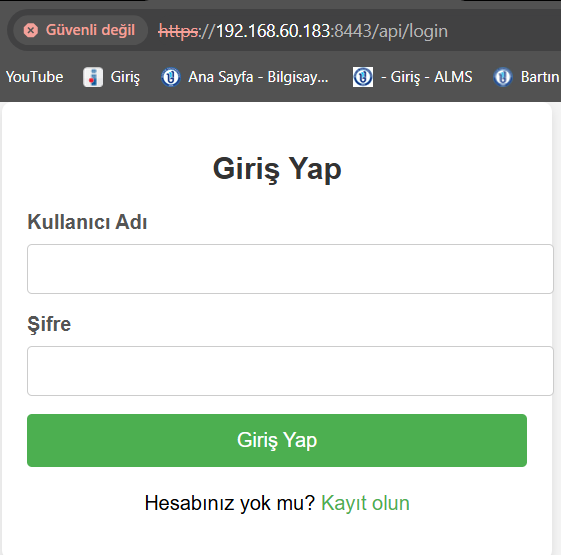 Güvenli değil https://192.168.60.183:8443/api/login
YouTube Giriş Ana Sayfa - Bilgisay... - Giriş - ALMS Bartın
Giriş Yap
Kullanıcı Adı
Şifre
Giriş Yap
Hesabınız yok mu? Kayıt olun